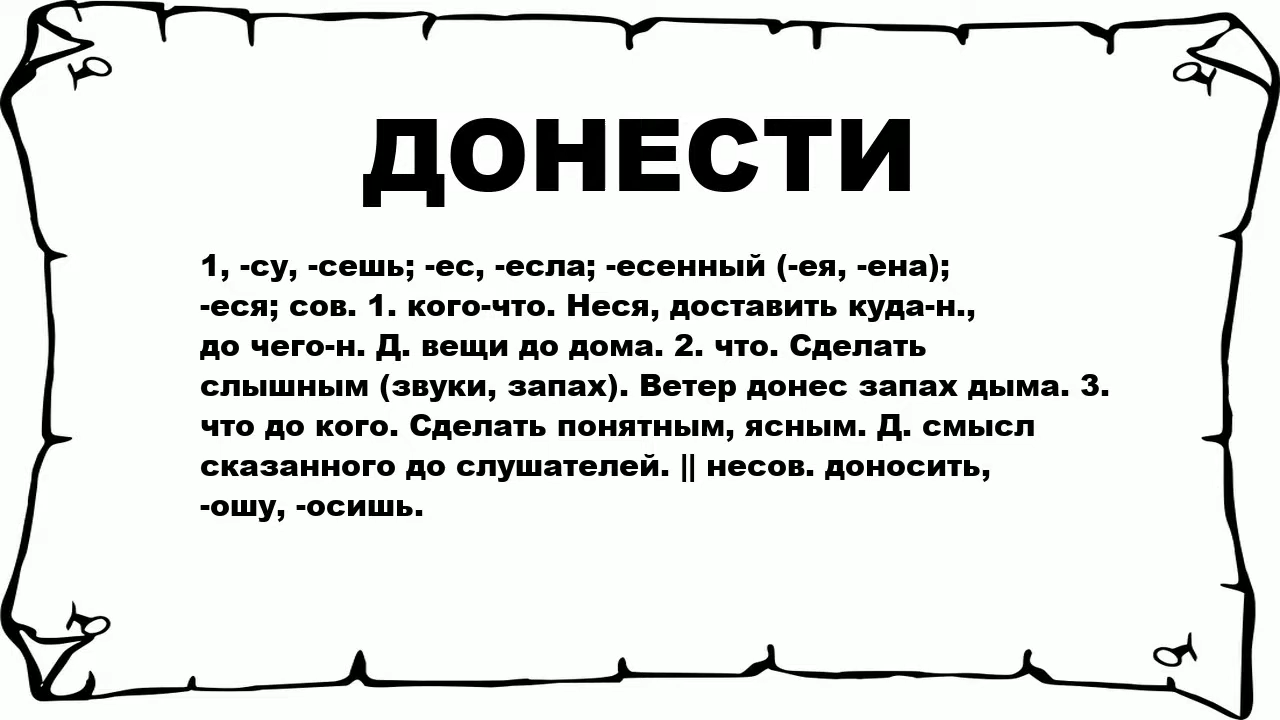 ДОНЕСТИ
1, -су, -сешь; -ес, -есла; -есенный (-ея, -ена);
-еся; сов. 1. кого-что. Неся, доставить куда-н.,
до чего-н. Д. вещи до дома. 2. что. Сделать
слышным (звуки, запах). Ветер донес запах дыма. 3.
что до кого. Сделать понятным, ясным. Д. смысл
сказанного до слушателей. || несов. доносить,
-ошу, -осишь.